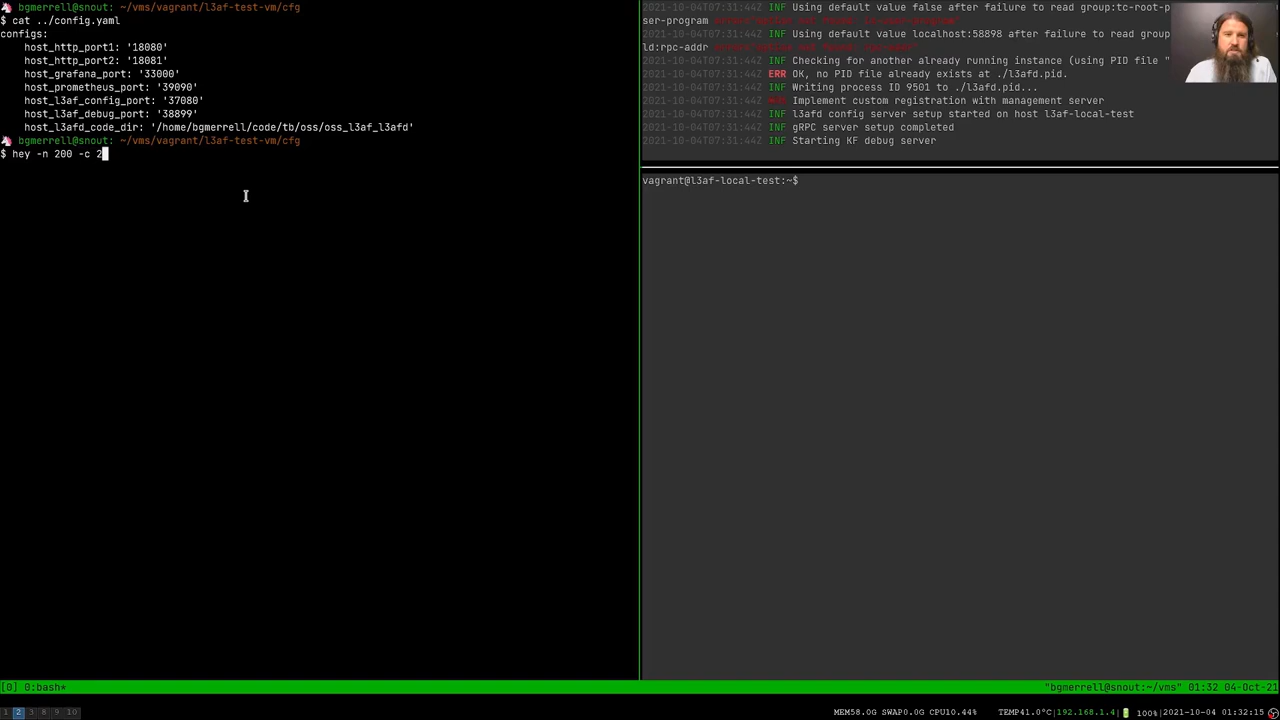 bgmerrell@snout: ~/vms/vagrant/l3af-test-vm/cfg
$ cat ../config.yaml
configs:
host_http_port1: '18080'
host_http_port2: '18081'
host_grafana_port: '33000'
host_prometheus_port: '39090'
host_l3af_config_port: '37080'
host_l3af_debug_port: '38899'
host_l3afd_code_dir: '/home/bgmerrell/code/tb/oss/oss_l3af_l3afd'
bgmerrell@snout: ~/vms/vagrant/l3af-test-vm/cfg
$ hey -n 200 -c 2
2021-10-04T07:31:44Z INF Using default value false after failure to read group:tc-root-p
ser-program
2021-10-04T07:31:44Z INF Using default value localhost:58898 after failure to read group
ld:rpc-addr
2021-10-04T07:31:44Z INF Checking for another already running instance (using PID file "
2021-10-04T07:31:44Z ERR OK, no PID file already exists at ./l3afd.pid.
2021-10-04T07:31:44Z INF Writing process ID 9501 to ./l3afd.pid...
2021-10-04T07:31:44Z Implement custom registration with management server
2021-10-04T07:31:44Z INF l3afd config server setup started on host l3af-local-test
2021-10-04T07:31:44Z INF gRPC server setup completed
2021-10-04T07:31:44Z INF Starting KF debug server
vagrant@l3af-local-test:~$
[0] 0:bash*
"bgmerrell@snout:~/vms" 01:32 04-Oct-21
1 2 3 8 9 10
MEM58.0G SWAP0.0G CPU10.44% TEMP41.0°C|192.168.1.4| 100%|2021-10-04 01:32:15